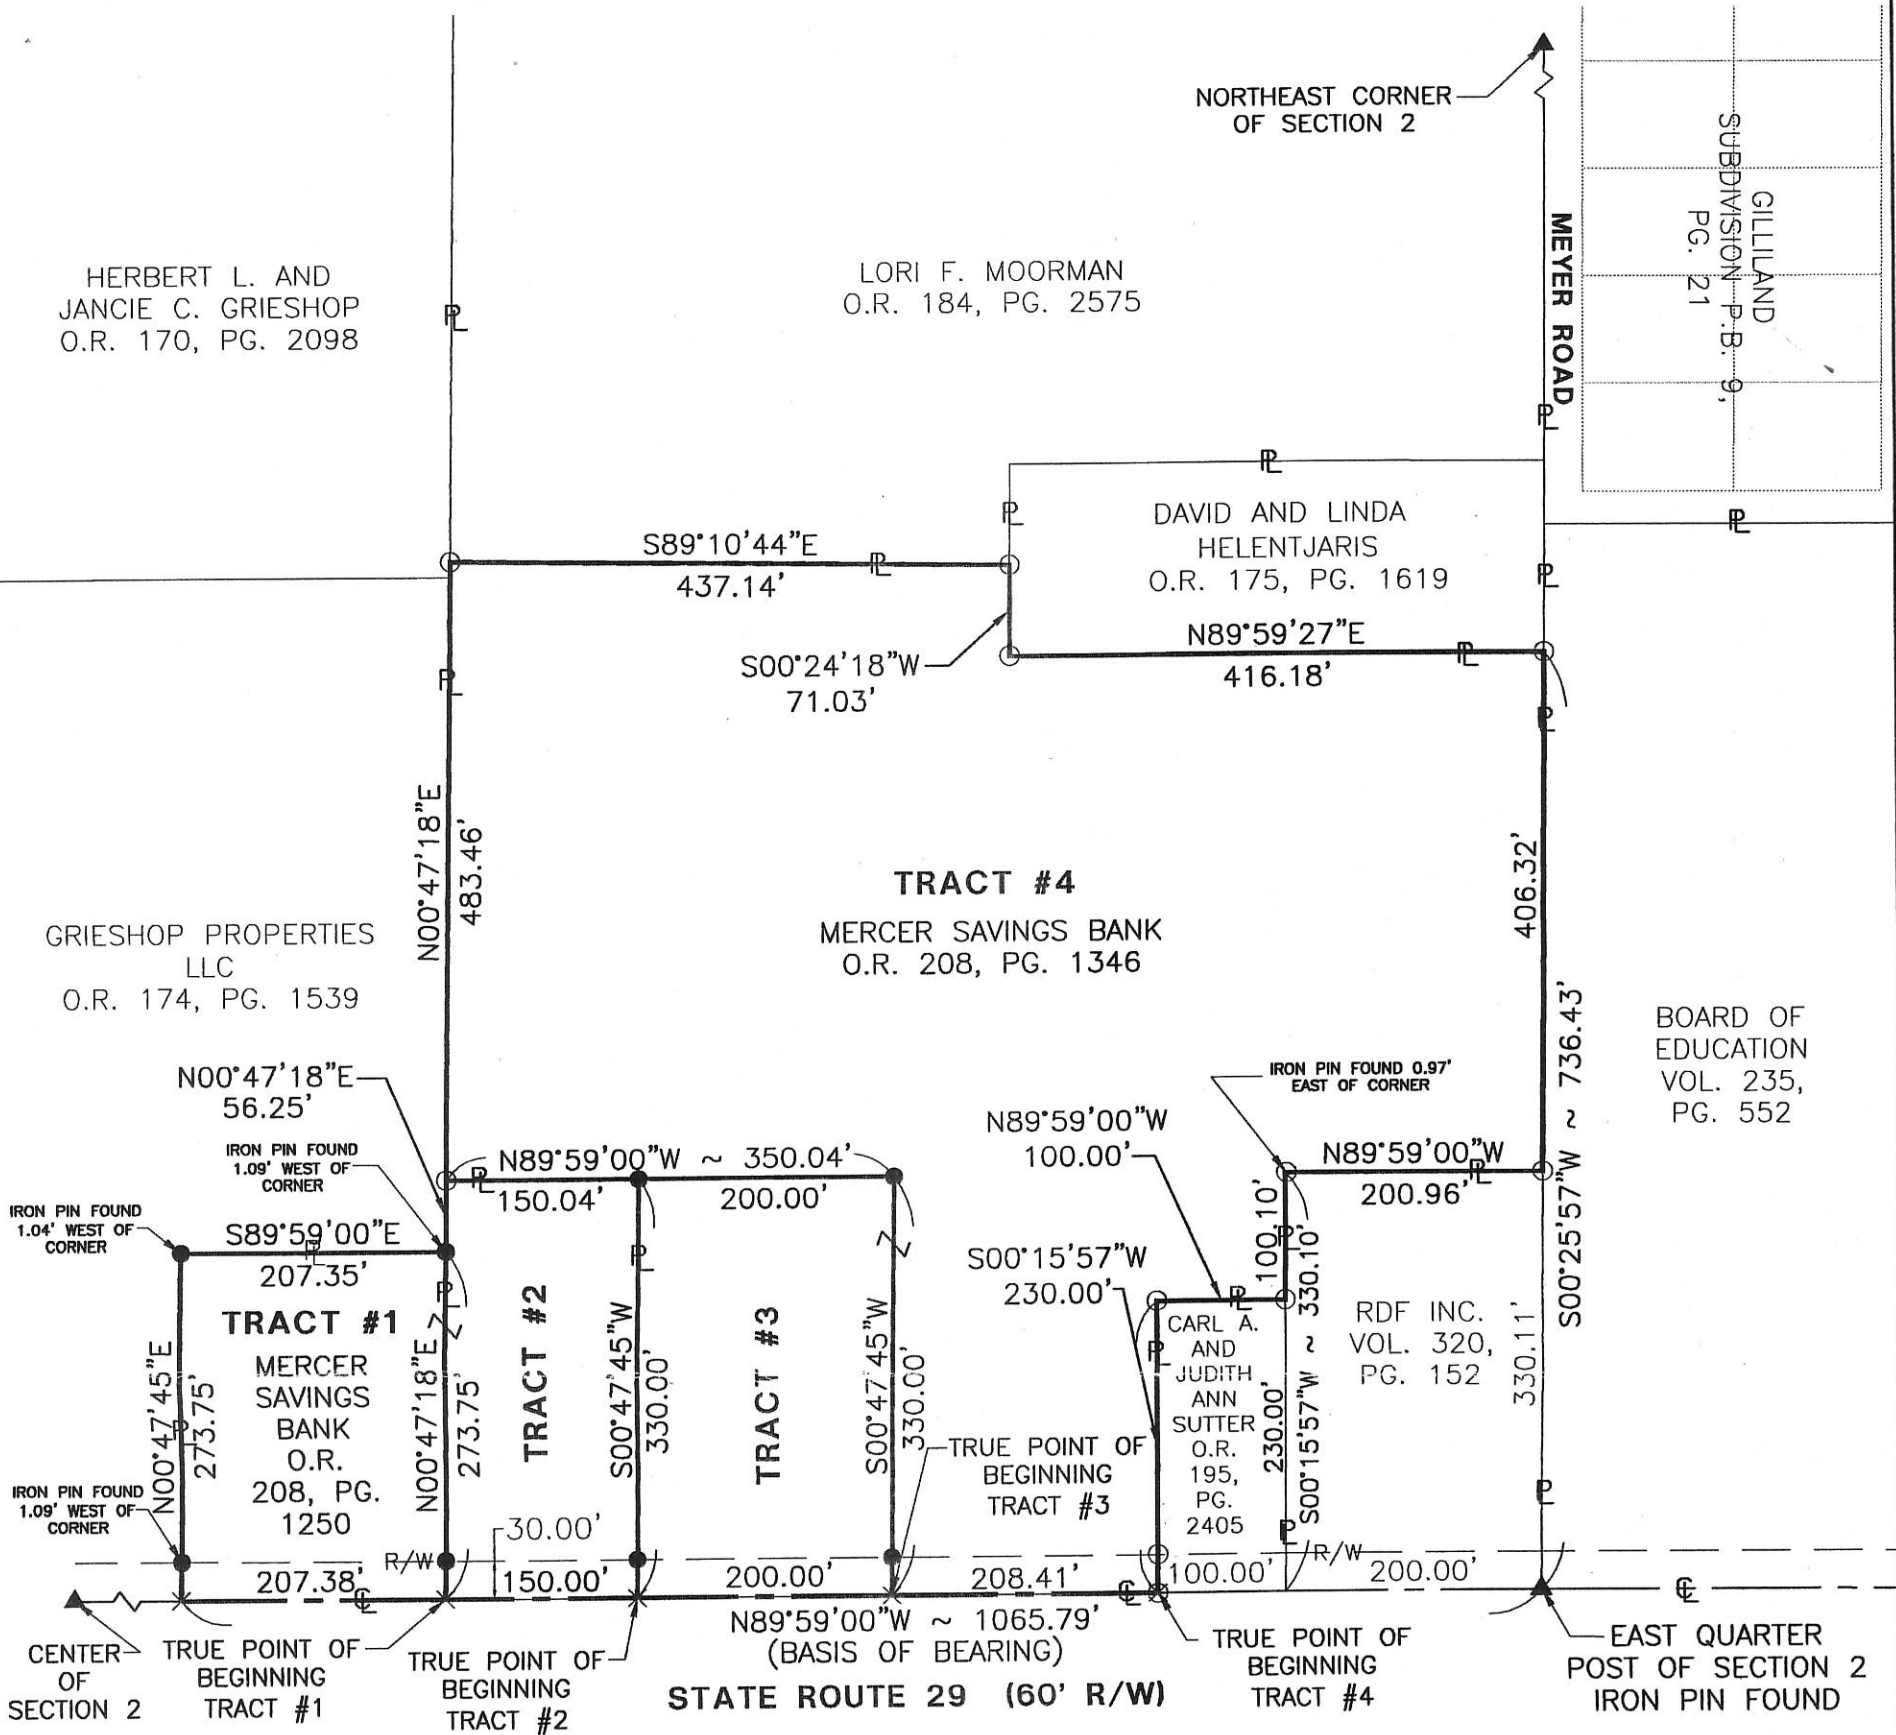 NORTHEAST CORNER
OF SECTION 2
GILLILAND
SUBDIVISION P.B. 9,
PG. 21
MEYER ROAD
HERBERT L. AND
JANCIE C. GRIESHOP
O.R. 170, PG. 2098
LORI F. MOORMAN
O.R. 184, PG. 2575
DAVID AND LINDA
HELENTJARIS
O.R. 175, PG. 1619
S89°10'44"E
437.14'
S00°24'18"W
71.03'
N89°59'27"E
416.18'
N00°47'18"E
483.46'
406.32'
TRACT #4
MERCER SAVINGS BANK
O.R. 208, PG. 1346
GRIESHOP PROPERTIES
LLC
O.R. 174, PG. 1539
S00°25'57"W ~ 736.43'
BOARD OF
EDUCATION
VOL. 235,
PG. 552
N00°47'18"E
56.25'
IRON PIN FOUND
1.09' WEST OF
CORNER
IRON PIN FOUND
1.04' WEST OF
CORNER
S89°59'00"E
207.35'
N89°59'00"W ~ 350.04'
150.04'
200.00'
IRON PIN FOUND 0.97'
EAST OF CORNER
N89°59'00"W
100.00'
N89°59'00"W
200.96'
S00°15'57"W
230.00'
100.10'
S00°15'57"W ~ 330.10'
230.00'
330.11'
TRACT #1
MERCER
SAVINGS
BANK
O.R.
208, PG.
1250
N00°47'45"E
273.75'
N00°47'18"E
273.75'
TRACT #2
S00°47'45"W
330.00'
TRACT #3
S00°47'45"W
330.00'
CARL A.
AND
JUDITH
ANN
SUTTER
O.R.
195,
PG.
2405
RDF INC.
VOL. 320,
PG. 152
TRUE POINT OF
BEGINNING
TRACT #3
IRON PIN FOUND
1.09' WEST OF
CORNER
30.00'
R/W
R/W
207.38'
150.00'
200.00'
208.41'
100.00'
200.00'
N89°59'00"W ~ 1065.79'
(BASIS OF BEARING)
STATE ROUTE 29 (60' R/W)
CENTER
OF
SECTION 2
TRUE POINT OF
BEGINNING
TRACT #1
TRUE POINT OF
BEGINNING
TRACT #2
TRUE POINT OF
BEGINNING
TRACT #4
EAST QUARTER
POST OF SECTION 2
IRON PIN FOUND